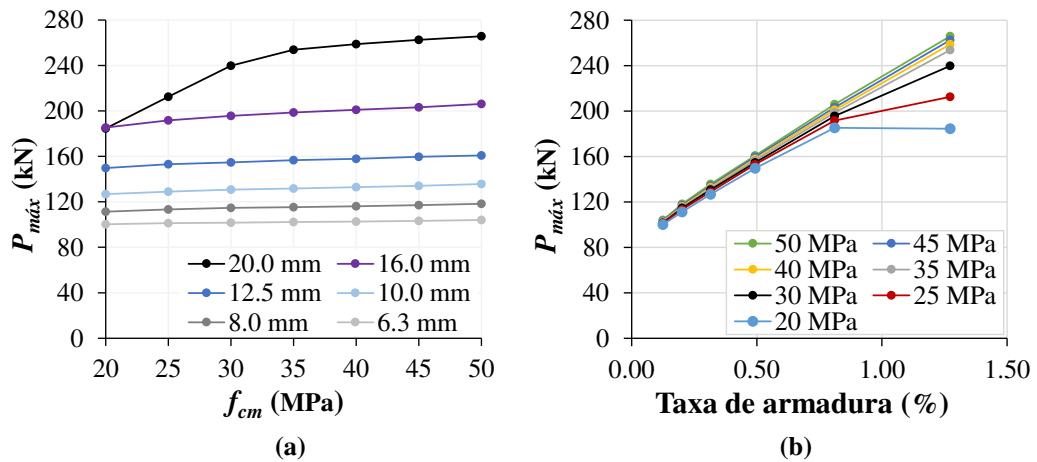 280
240
200
160
120
80
40
0
P_máx (kN)
20.0 mm 16.0 mm
12.5 mm 10.0 mm
8.0 mm 6.3 mm
20 25 30 35 40 45 50
f_cm (MPa)
(a)
280
240
200
160
120
80
40
0
P_máx (kN)
50 MPa 45 MPa
40 MPa 35 MPa
30 MPa 25 MPa
20 MPa
0.00 0.50 1.00 1.50
Taxa de armadura (%)
(b)